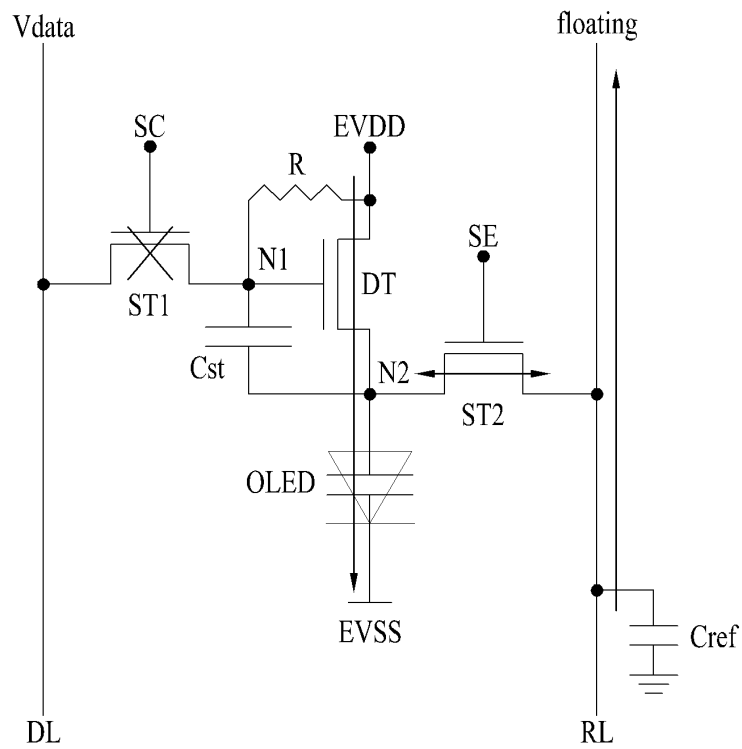 Vdata
floating
SC
EVDD
R
SE
N1
DT
ST1
Cst
N2
ST2
OLED
EVSS
Cref
DL
RL